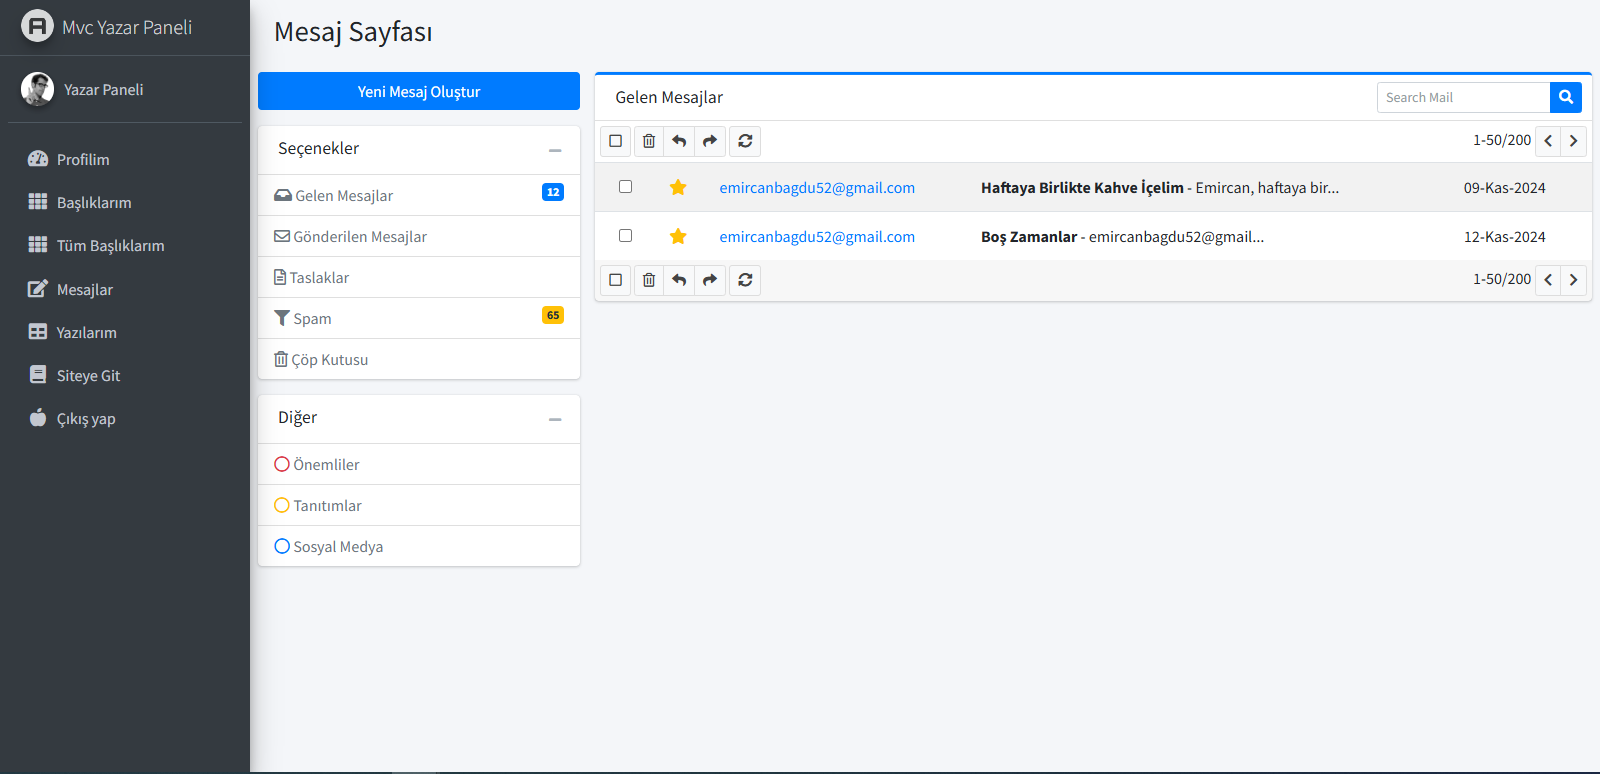 Mvc Yazar Paneli
Yazar Paneli
Profilim
Başlıklarım
Tüm Başlıklarım
Mesajlar
Yazılarım
Siteye Git
Çıkış yap
Mesaj Sayfası
Yeni Mesaj Oluştur
Seçenekler
Gelen Mesajlar 12
Gönderilen Mesajlar
Taslaklar
Spam 65
Çöp Kutusu
Diğer
Önemliler
Tanıtımlar
Sosyal Medya
Gelen Mesajlar Search Mail
1-50/200
emircanbagdu52@gmail.com Haftaya Birlikte Kahve İçelim - Emircan, haftaya bir... 09-Kas-2024
emircanbagdu52@gmail.com Boş Zamanlar - emircanbagdu52@gmail... 12-Kas-2024
1-50/200